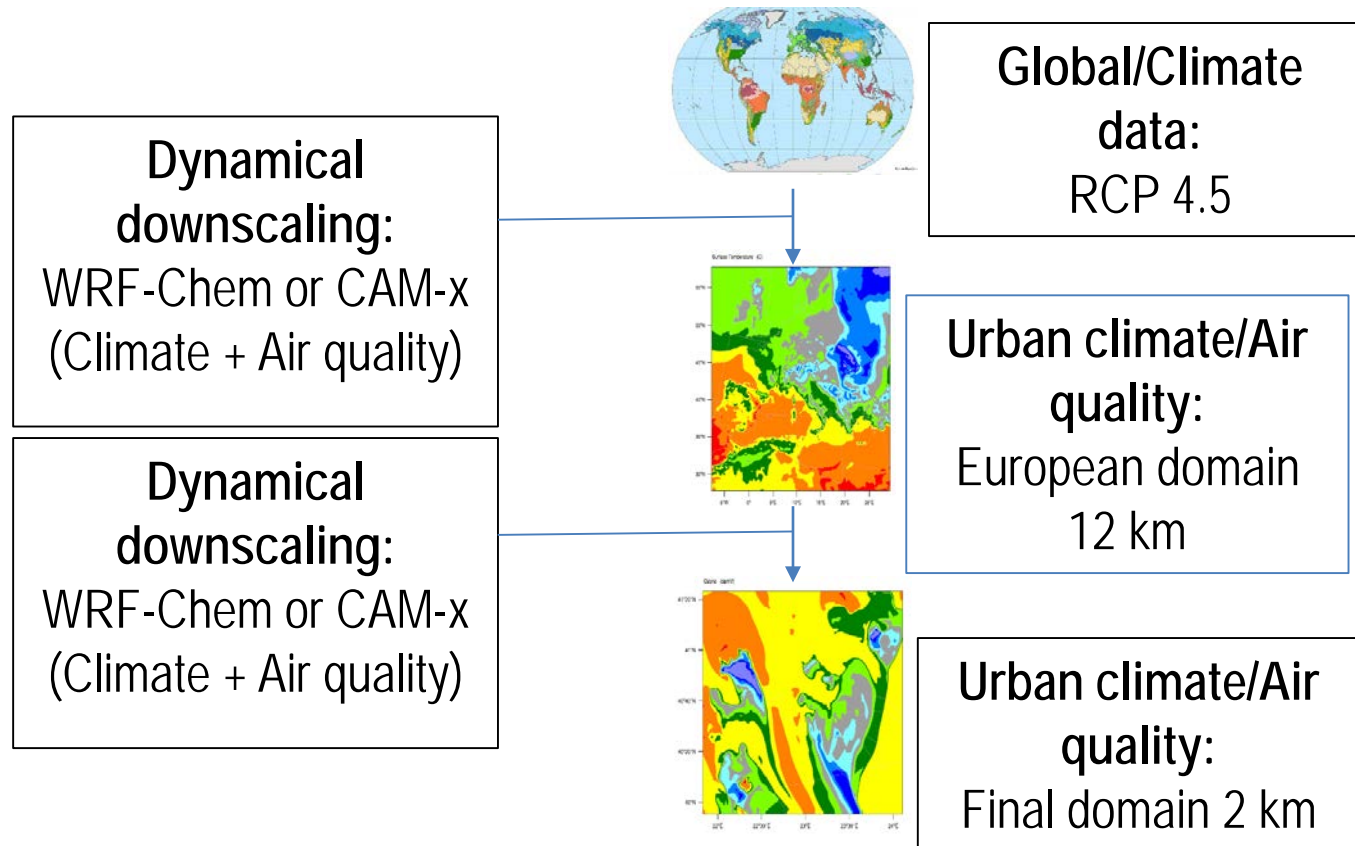 Global/Climate
data:
RCP 4.5
Dynamical
downscaling:
WRF-Chem or CAM-x
(Climate + Air quality)
Urban climate/Air
quality:
European domain
12 km
Dynamical
downscaling:
WRF-Chem or CAM-x
(Climate + Air quality)
Urban climate/Air
quality:
Final domain 2 km